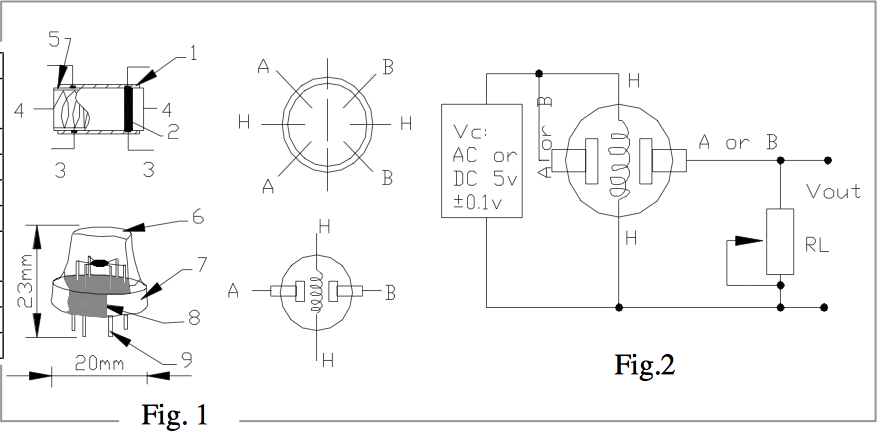 5
1
4
4
2
3
3
A
B
H
H
A
B
6
7
8
9
23mm
20mm
H
A
B
H
Fig. 1
Vc:
AC or
DC 5v
±0.1v
A or B
H
A or B
H
Vout
RL
Fig.2